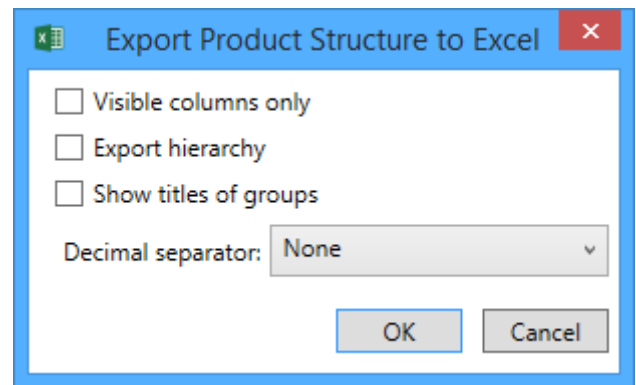 Export Product Structure to Excel
Visible columns only
Export hierarchy
Show titles of groups
Decimal separator: None
OK Cancel